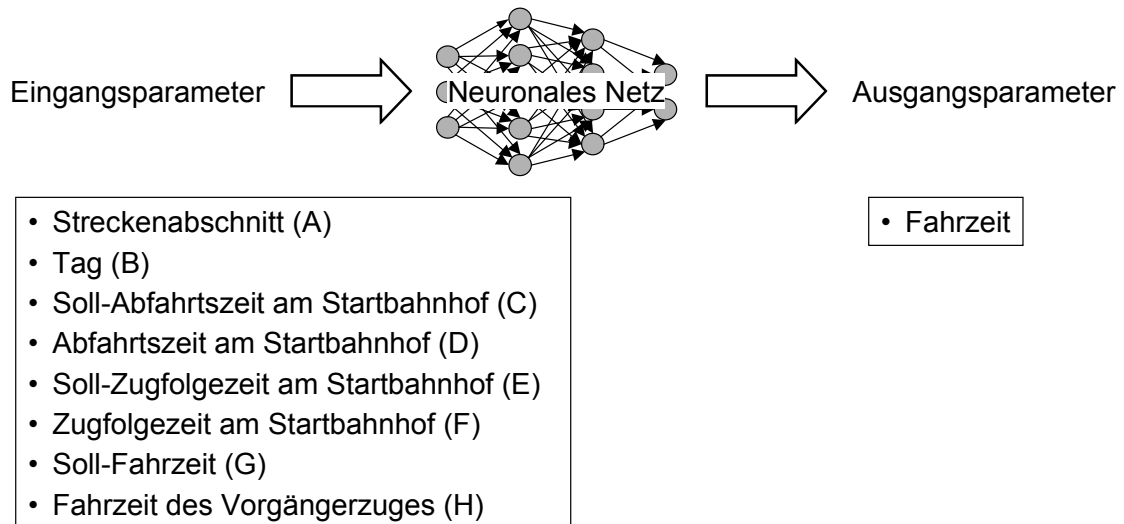 Eingangsparameter
Neuronales Netz
Ausgangsparameter
• Streckenabschnitt (A)
• Tag (B)
• Soll-Abfahrtszeit am Startbahnhof (C)
• Abfahrtszeit am Startbahnhof (D)
• Soll-Zugfolgezeit am Startbahnhof (E)
• Zugfolgezeit am Startbahnhof (F)
• Soll-Fahrzeit (G)
• Fahrzeit des Vorgängerzuges (H)
• Fahrzeit